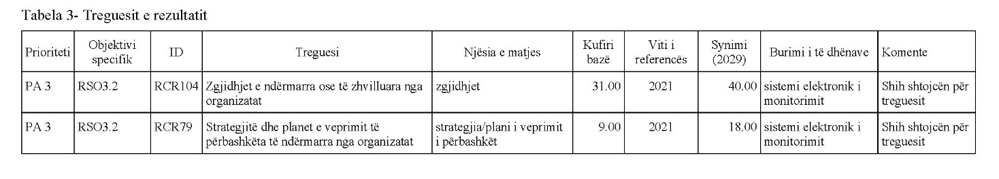 Tabela 3- Treguesit e rezultatit
Prioriteti
Objektivi
specifik
ID
Treguesi
Njësia e matjes
Kufiri
bazë
Viti i
referencës
Synimi
(2029)
Burimi i të dhënave
Komente
PA 3
RSO3.2
RCR104
Zgjidhjet e ndërmarra ose të zhvilluara nga
organizatat
zgjidhjet
31.00
2021
40.00
sistemi elektronik i
monitorimit
Shih shtojcën për
treguesit
PA 3
RSO3.2
RCR79
Strategjitë dhe planet e veprimit të
përbashkëta të ndërmarra nga organizatat
strategjia/plani i veprimit
i përbashkët
9.00
2021
18.00
sistemi elektronik i
monitorimit
Shih shtojcën për
treguesit